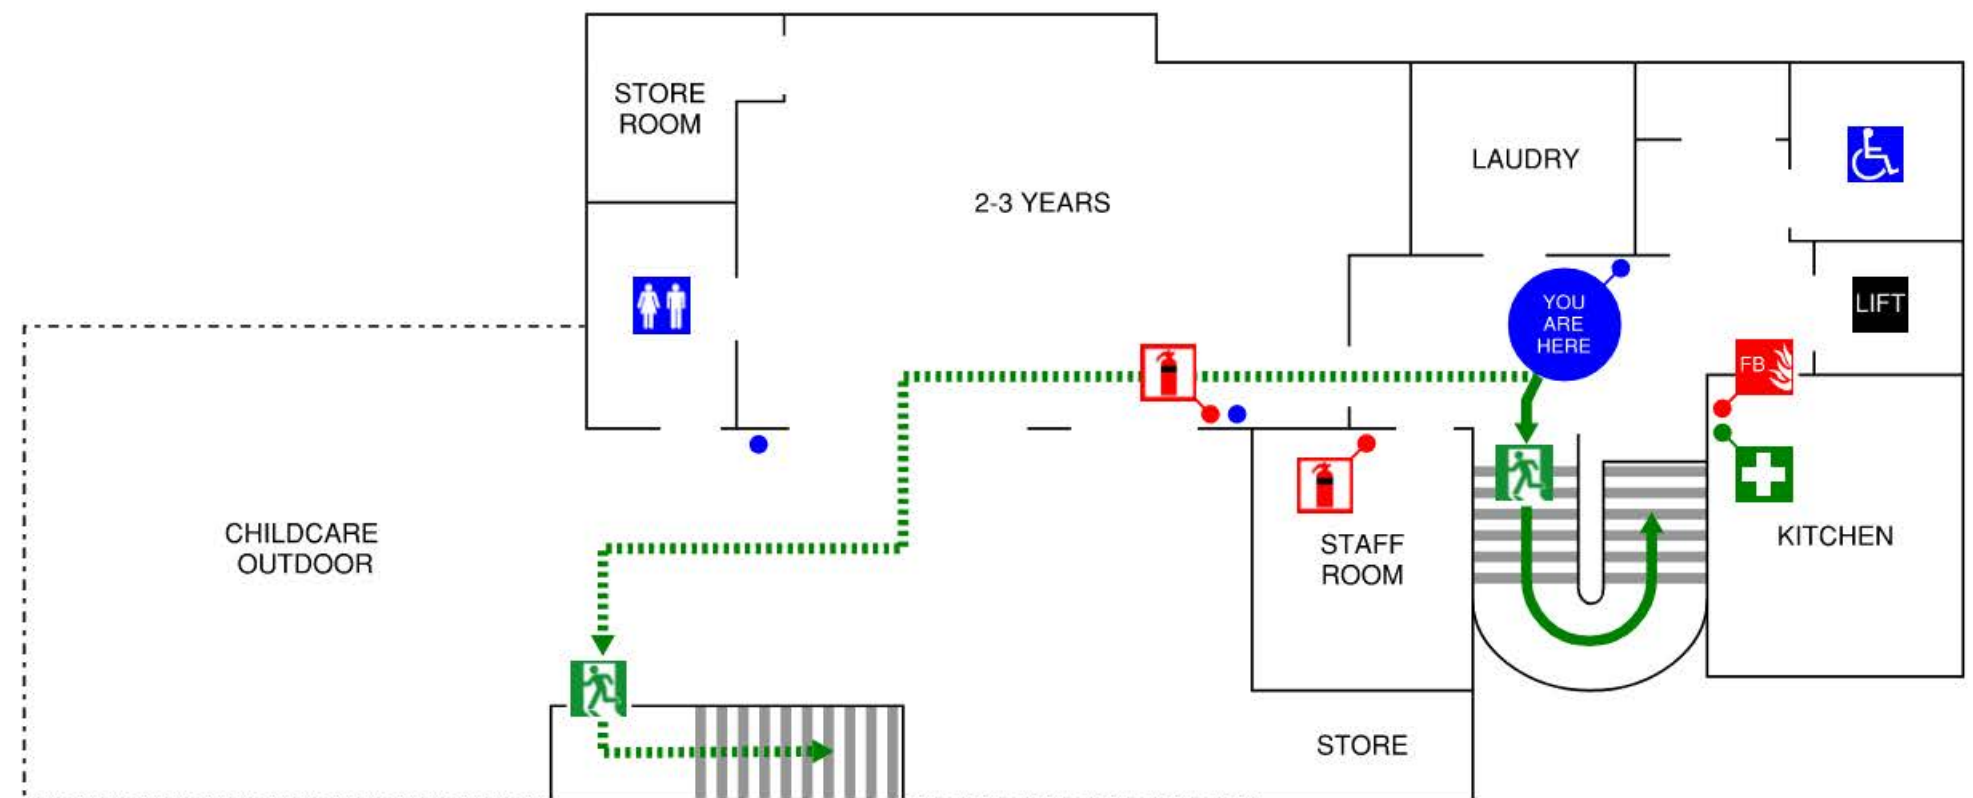 STORE
ROOM
LAUDRY
2-3 YEARS
YOU
ARE
HERE
LIFT
FB
CHILDCARE
OUTDOOR
STAFF
ROOM
KITCHEN
STORE